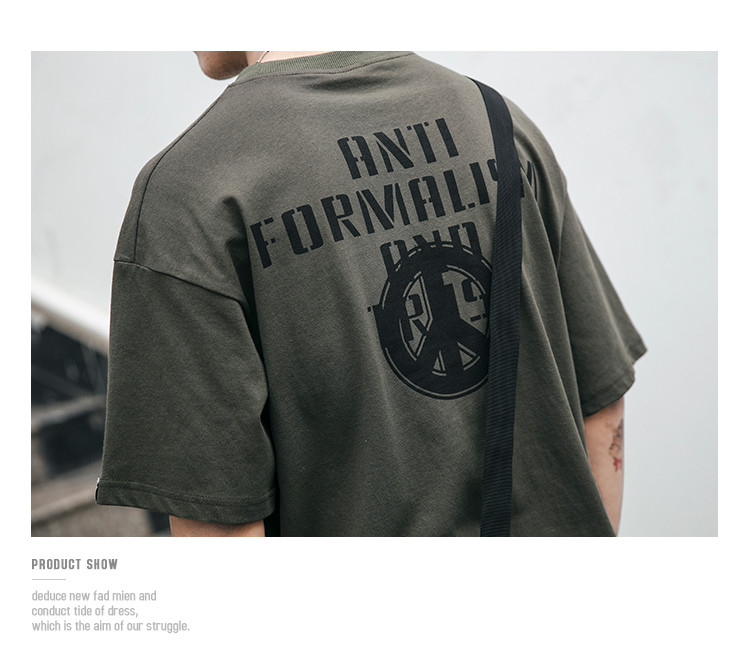 ANTI
FORMALISM
PRODUCT SHOW
deduce new fad mien and
conduct tide of dress,
which is the aim of our struggle.